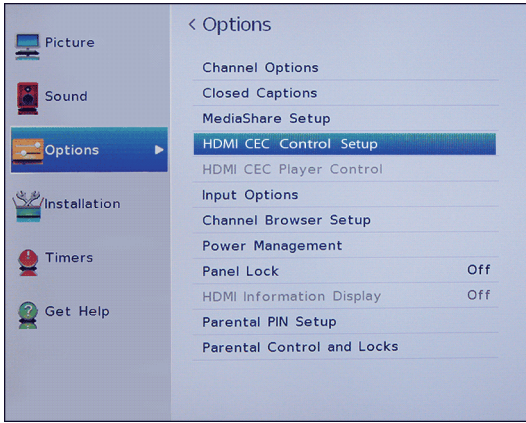 Picture
Sound
Options
Installation
Timers
Get Help
< Options
Channel Options
Closed Captions
MediaShare Setup
HDMI CEC Control Setup
HDMI CEC Player Control
Input Options
Channel Browser Setup
Power Management
Panel Lock Off
HDMI Information Display Off
Parental PIN Setup
Parental Control and Locks